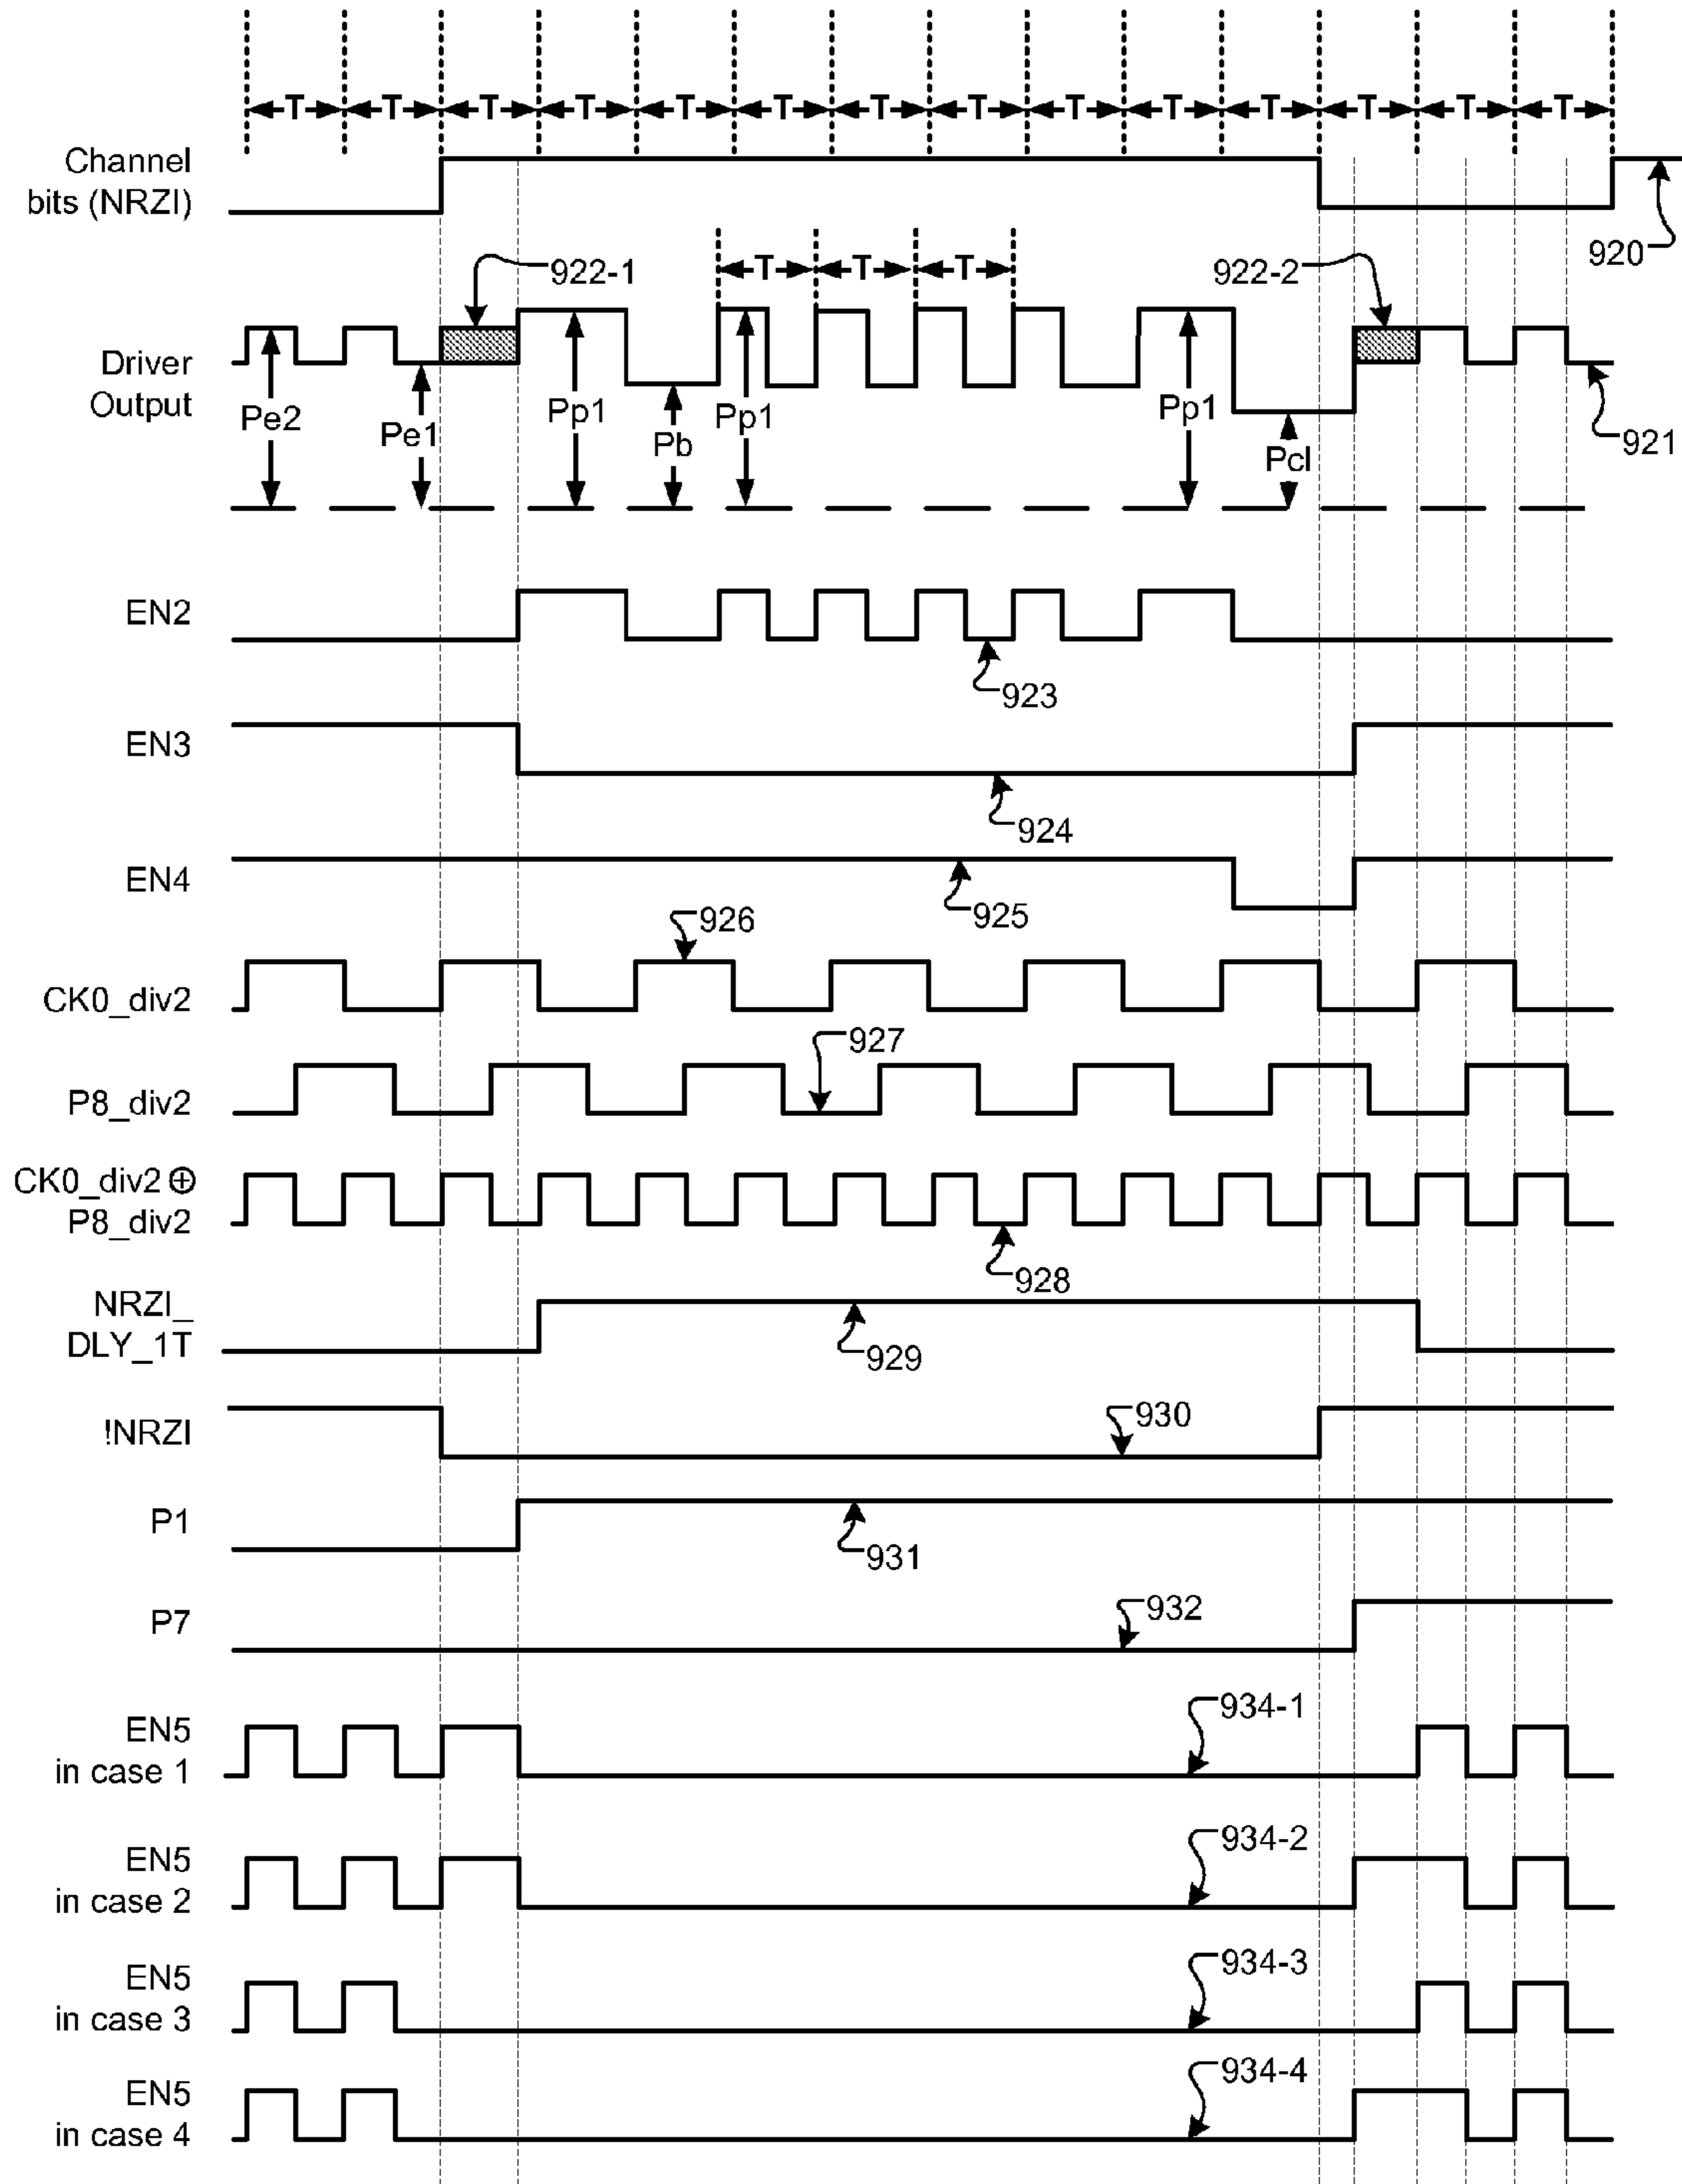 T T T T T T T T T T T T T T
Channel
bits (NRZI)
920
922-1
T T T
922-2
Driver
Output
Pe2
Pe1
Pp1
Pb
Pp1
Pp1
Pcl
921
EN2
923
EN3
924
EN4
925
926
CK0_div2
927
P8_div2
CK0_div2 ⊕
P8_div2
928
NRZI_
DLY_1T
929
!NRZI
930
P1
931
P7
932
EN5
in case 1
934-1
EN5
in case 2
934-2
EN5
in case 3
934-3
EN5
in case 4
934-4